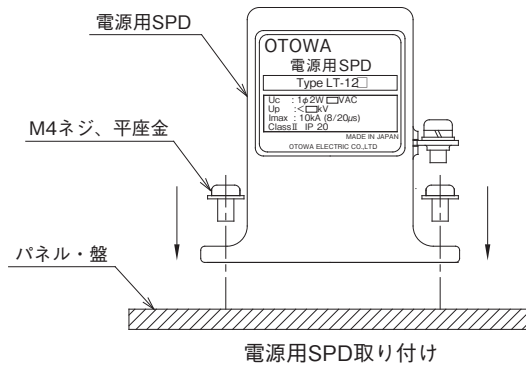 電源用SPD
OTOWA
電源用SPD
Type LT-12□
Uc : 1φ2W □VAC
Up : <□kV
Imax : 10kA (8/20μs)
ClassⅡ IP 20
MADE IN JAPAN
OTOWA ELECTRIC CO.,LTD
M4ネジ、平座金
パネル・盤
電源用SPD取り付け